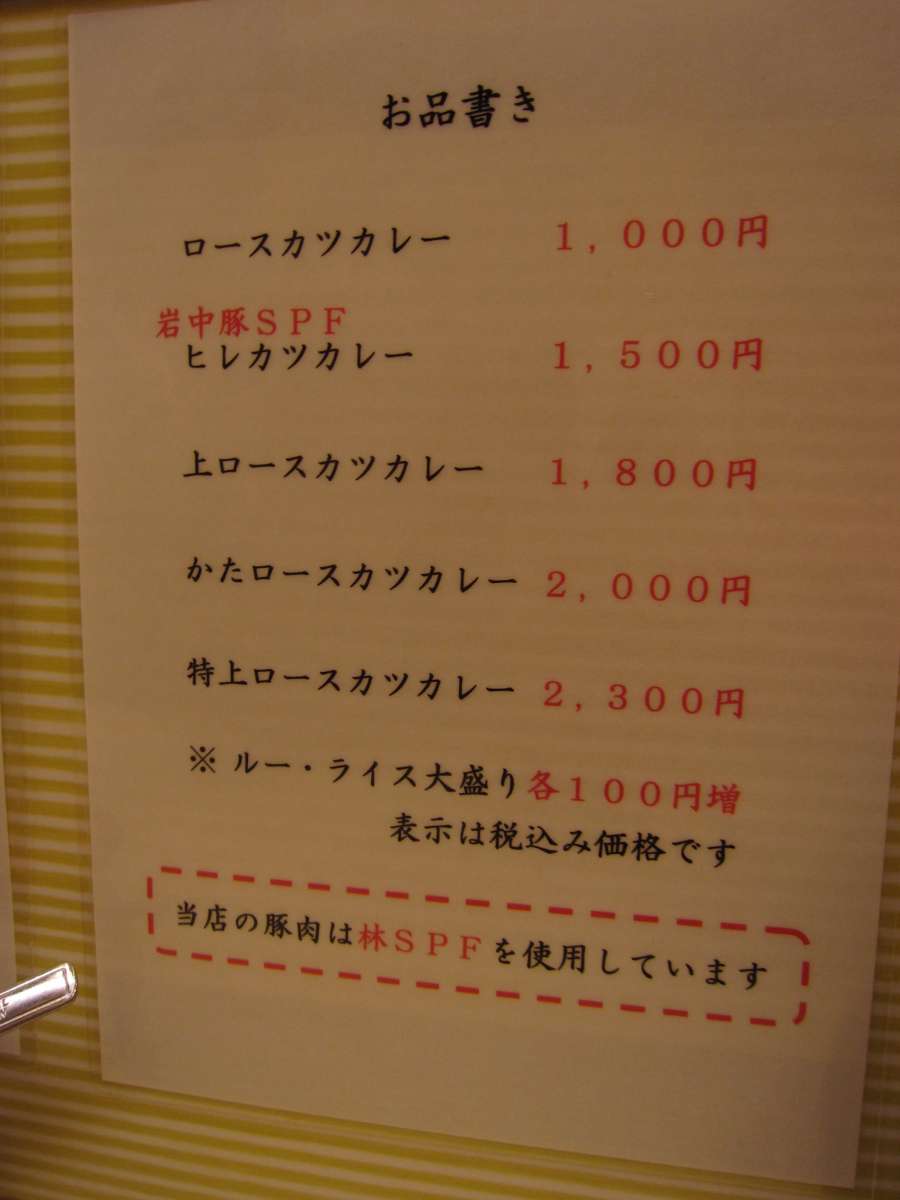 お品書き
ロースカツカレー 1,000円
岩中豚SPF
ヒレカツカレー 1,500円
上ロースカツカレー 1,800円
かたロースカツカレー 2,000円
特上ロースカツカレー 2,300円
※ ルー・ライス大盛り各100円増
表示は税込み価格です
当店の豚肉は林SPFを使用しています